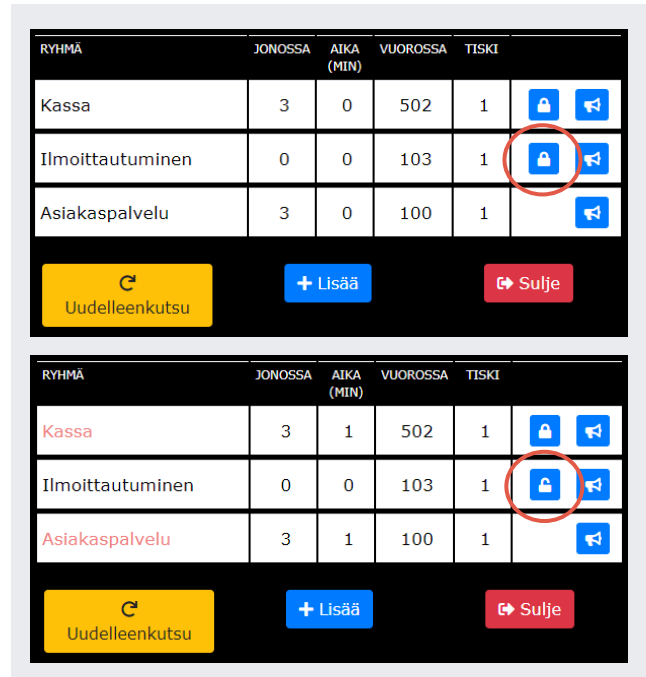 RYHMÄ JONOSSA AIKA (MIN) VUOROSSA TISKI
Kassa 3 0 502 1
Ilmoittautuminen 0 0 103 1
Asiakaspalvelu 3 0 100 1
Uudelleenkutsu
Lisää
Sulje
RYHMÄ JONOSSA AIKA (MIN) VUOROSSA TISKI
Kassa 3 1 502 1
Ilmoittautuminen 0 0 103 1
Asiakaspalvelu 3 1 100 1
Uudelleenkutsu
Lisää
Sulje